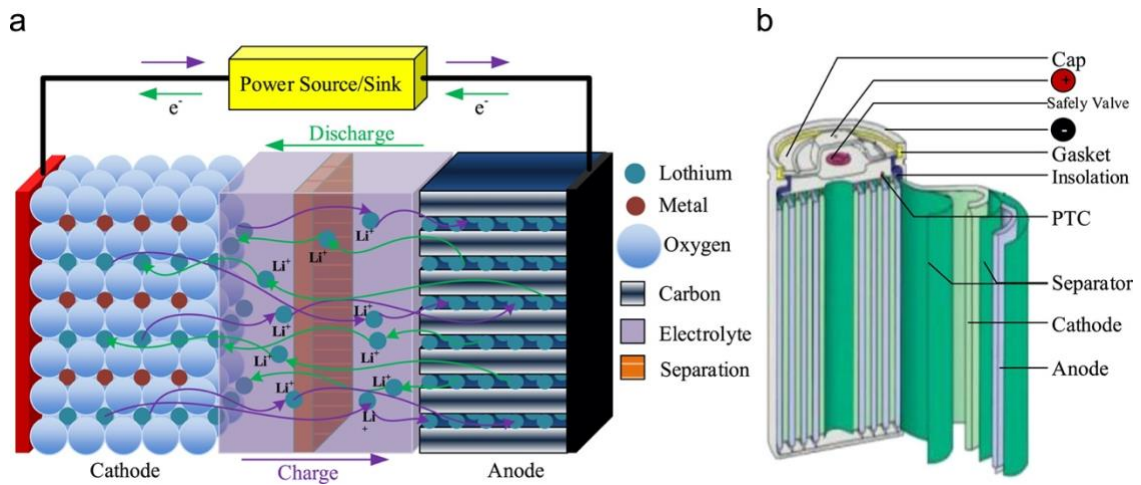 a
Power Source/Sink
e-
e-
Discharge
Li+
Li+
Li+
Li+
Li+
Li+
Li+
Li+
Li+
Li
+
Charge
Cathode
Anode
Lothium
Metal
Oxygen
Carbon
Electrolyte
Separation
b
Cap
+
Safely Valve
-
Gasket
Insolation
PTC
Separator
Cathode
Anode